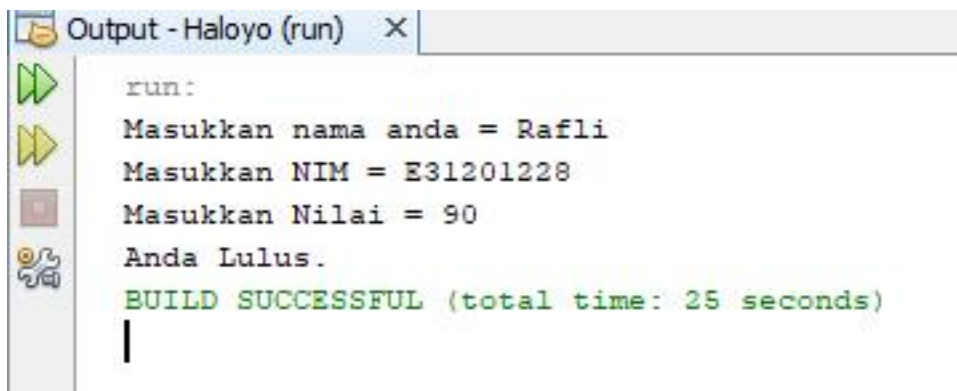 Output - Haloyo (run)
run:
Masukkan nama anda = Rafli
Masukkan NIM = E31201228
Masukkan Nilai = 90
Anda Lulus.
BUILD SUCCESSFUL (total time: 25 seconds)